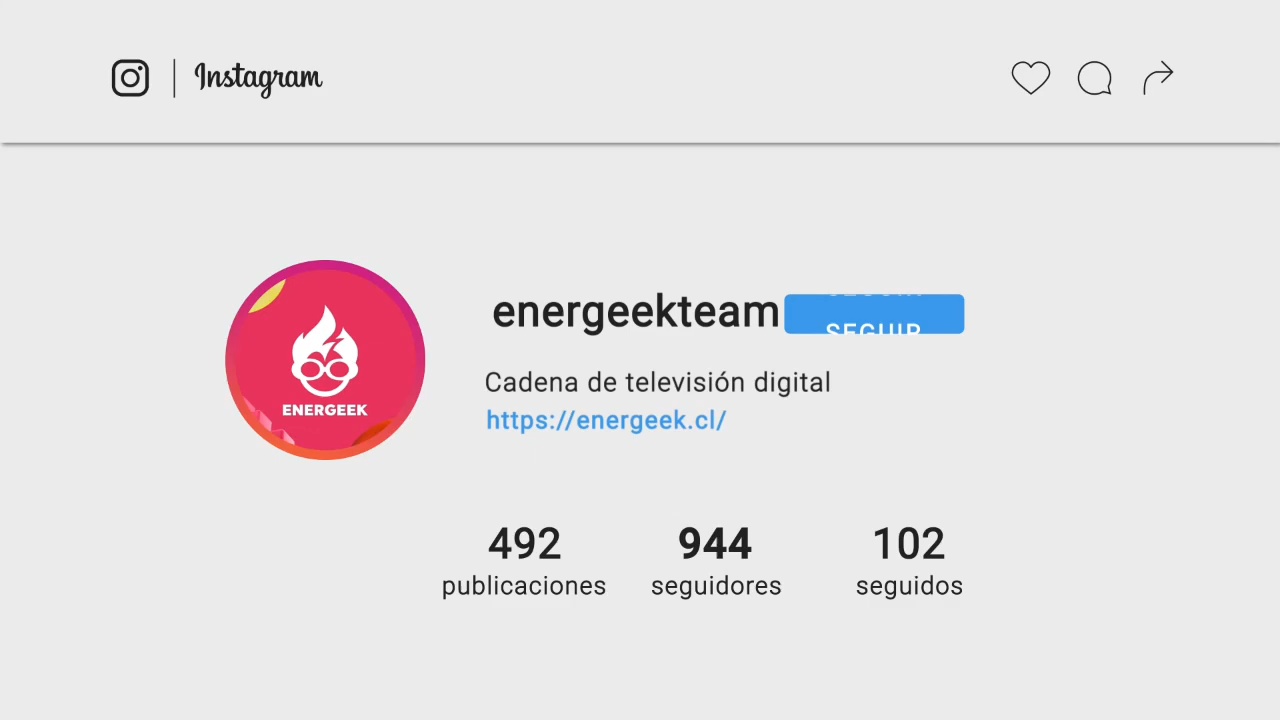 Instagram
energeekteam
SEGUIR
ENERGEEK
Cadena de televisión digital
https://energeek.cl/
492 944 102
publicaciones seguidores seguidos